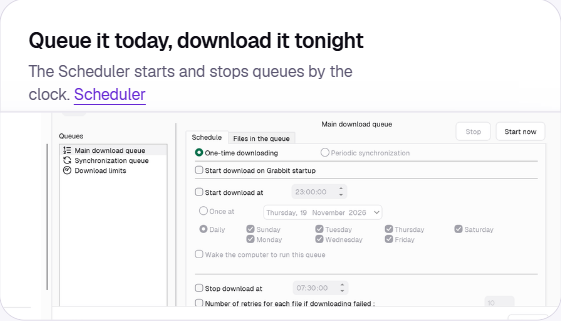 Queue it today, download it tonight
The Scheduler starts and stops queues by the
clock. Scheduler
Main download queue
Queues
Stop
Start now
Schedule
Files in the queue
Main download queue
Synchronization queue
Download limits
One-time downloading
Periodic synchronization
Start download on Grabbit startup
Start download at
23:00:00
Once at
Thursday, 19 November 2026
Daily
Sunday
Tuesday
Thursday
Saturday
Monday
Wednesday
Friday
Wake the computer to run this queue
Stop download at
07:30:00
Number of retries for each file if downloading failed :
10